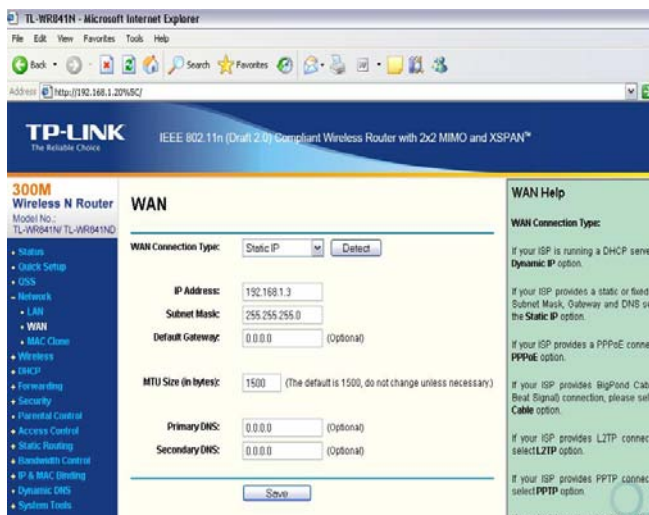 TL-WR841N - Microsoft Internet Explorer
File Edit View Favorites Tools Help
Back Search Favorites
Address http://192.168.1.20%5C/
TP-LINK
The Reliable Choice
IEEE 802.11n (Draft 2.0) Compliant Wireless Router with 2x2 MIMO and XSPAN™
300M
Wireless N Router
Model No.:
TL-WR841N/ TL-WR841ND
• Status
• Quick Setup
• QSS
- Network
• LAN
• WAN
• MAC Clone
+ Wireless
+ DHCP
+ Forwarding
+ Security
+ Parental Control
+ Access Control
+ Static Routing
+ Bandwidth Control
+ IP & MAC Binding
+ Dynamic DNS
+ System Tools
WAN
WAN Connection Type: Static IP Detect
IP Address: 192.168.1.3
Subnet Mask: 255.255.255.0
Default Gateway: 0.0.0.0 (Optional)
MTU Size (in bytes): 1500 (The default is 1500, do not change unless necessary.)
Primary DNS: 0.0.0.0 (Optional)
Secondary DNS: 0.0.0.0 (Optional)
Save
WAN Help
WAN Connection Type:
If your ISP is running a DHCP serve
Dynamic IP option.
If your ISP provides a static or fixed
Subnet Mask, Gateway and DNS se
the Static IP option.
If your ISP provides a PPPoE conne
PPPoE option.
If your ISP provides BigPond Cab
Beat Signal) connection, please sel
Cable option.
If your ISP provides L2TP connec
select L2TP option.
If your ISP provides PPTP connec
select PPTP option.